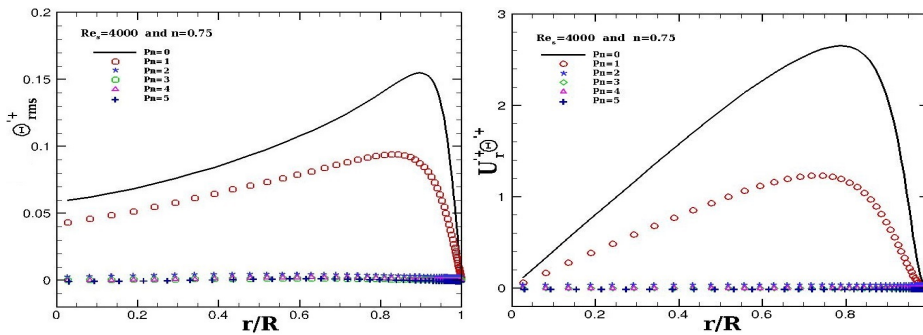 0.2
0.15
0.1
0.05
0
Θ'+rms
Re_s=4000 and n=0.75
Pn=0
Pn=1
Pn=2
Pn=3
Pn=4
Pn=5
0 0.2 0.4 0.6 0.8 1
r/R
3
2
1
0
U'+rΘ'+
Re_s=4000 and n=0.75
Pn=0
Pn=1
Pn=2
Pn=3
Pn=4
Pn=5
0 0.2 0.4 0.6 0.8 1
r/R